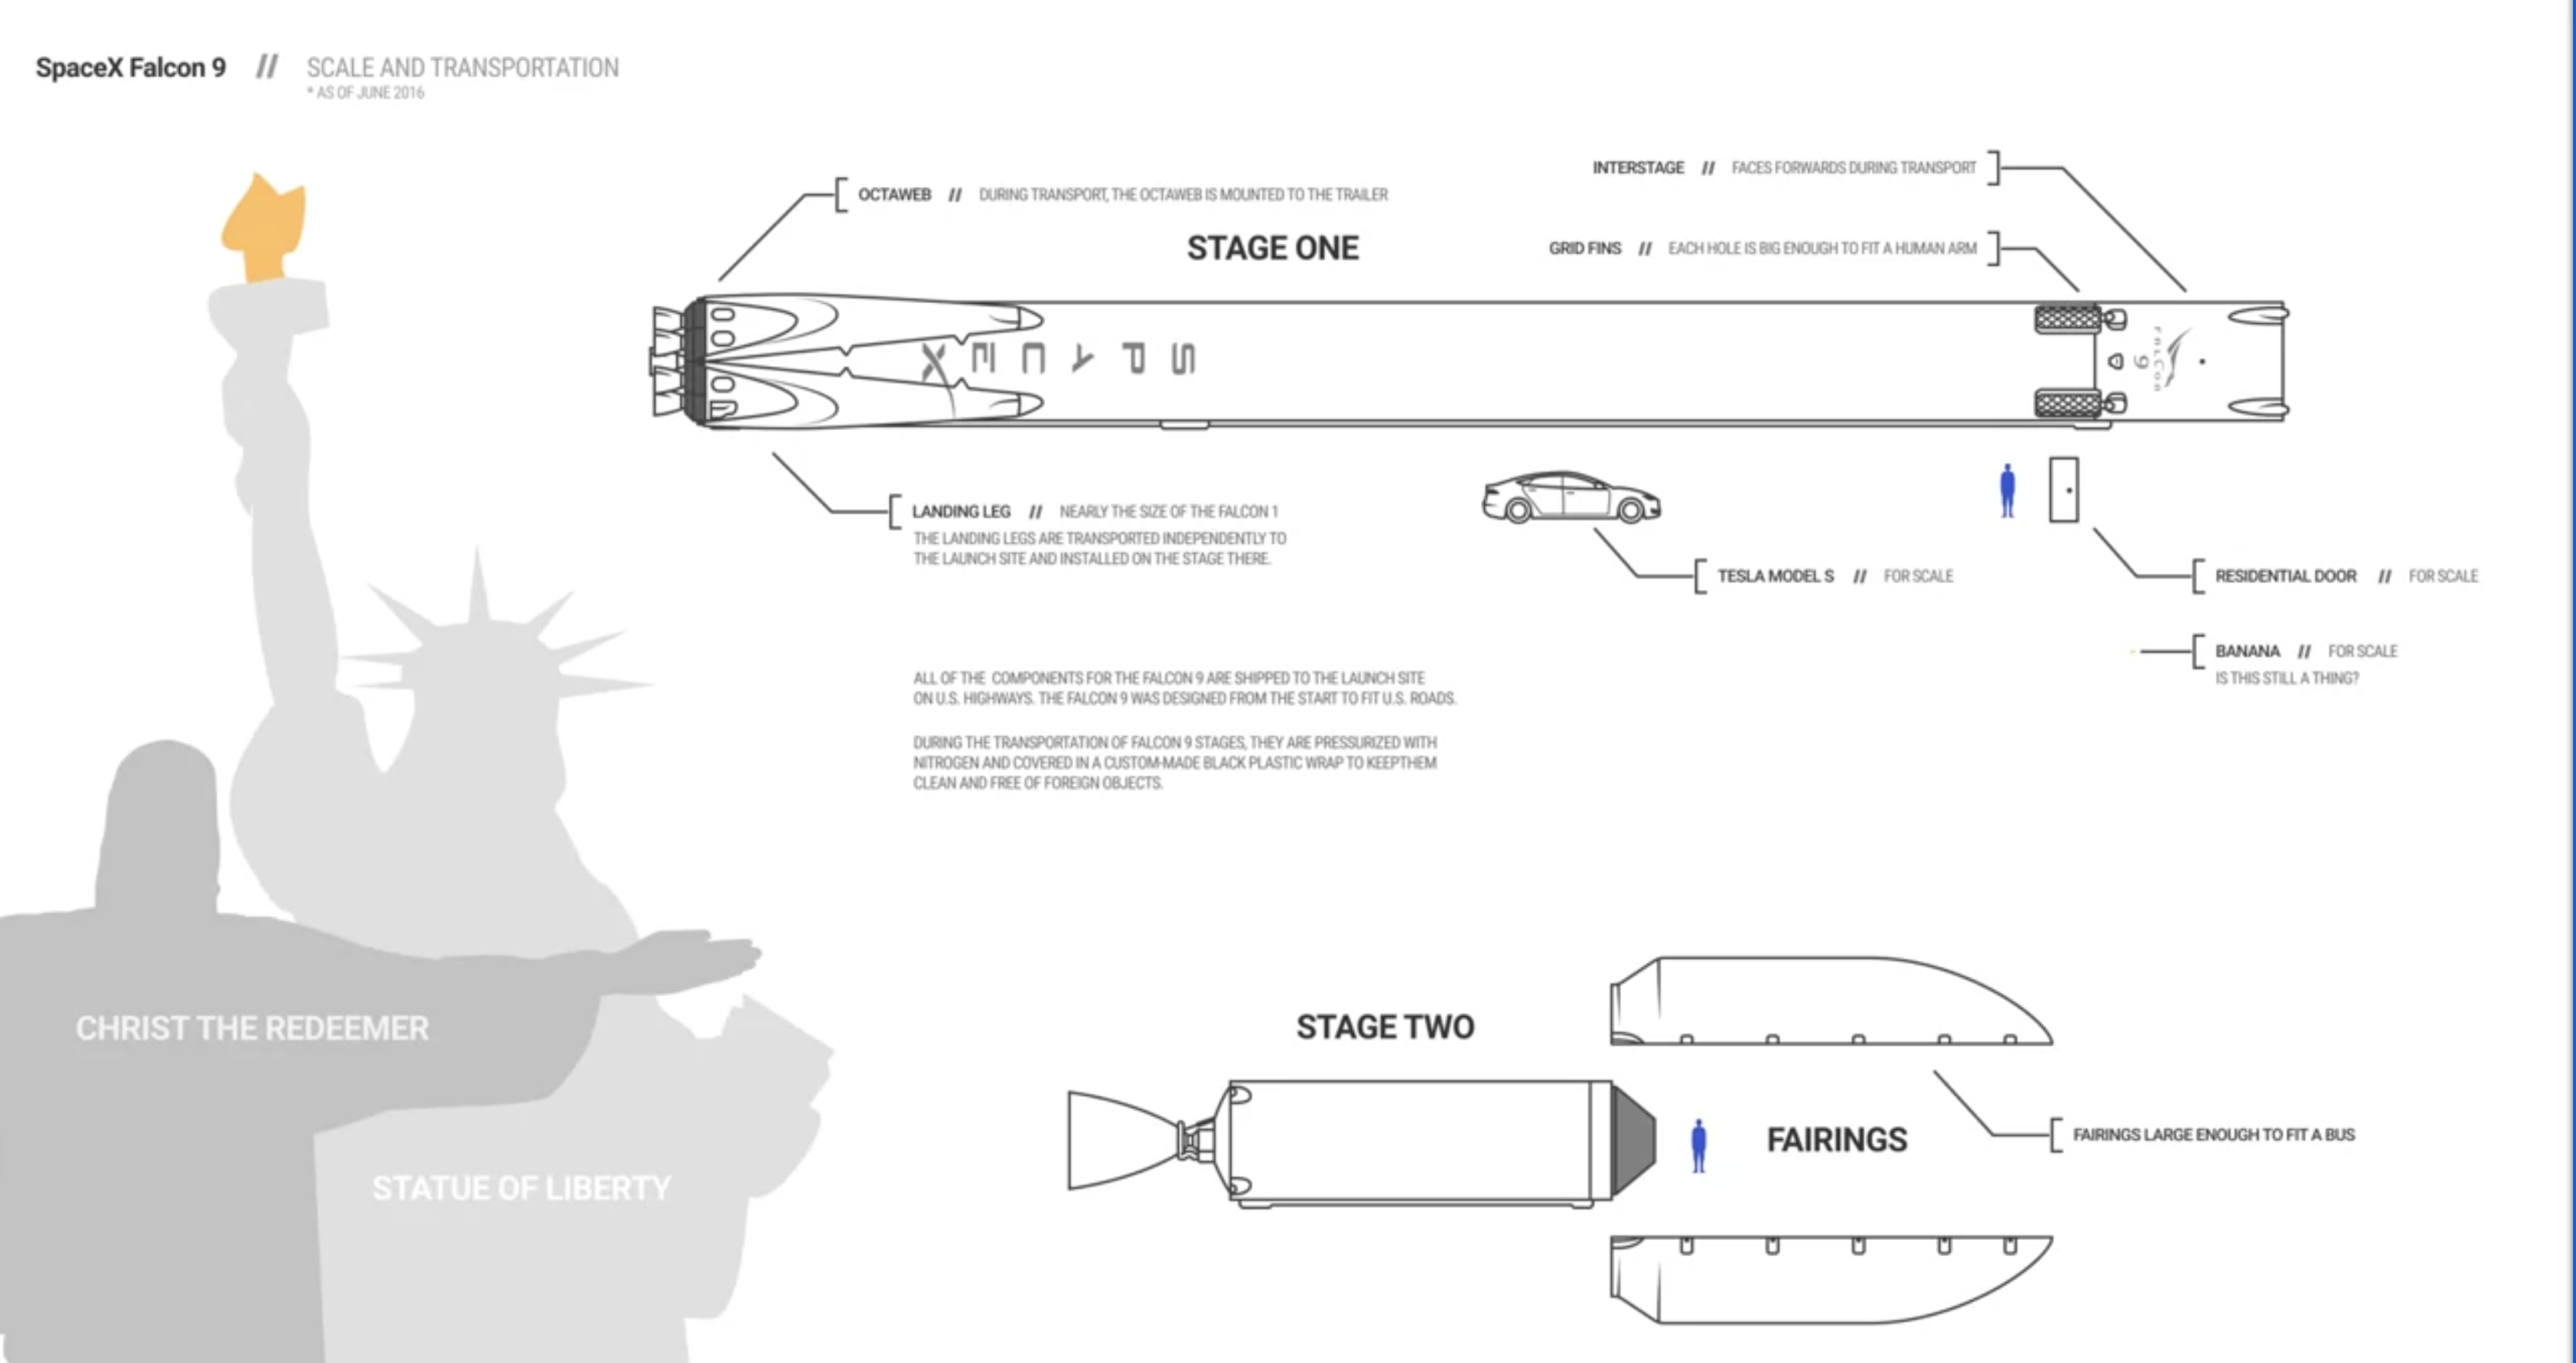 SpaceX Falcon 9 // SCALE AND TRANSPORTATION
* AS OF JUNE 2016
INTERSTAGE // FACES FORWARDS DURING TRANSPORT
OCTAWEB // DURING TRANSPORT, THE OCTAWEB IS MOUNTED TO THE TRAILER
STAGE ONE
GRID FINS // EACH HOLE IS BIG ENOUGH TO FIT A HUMAN ARM
SPACEX
FALCON 9
LANDING LEG // NEARLY THE SIZE OF THE FALCON 1
THE LANDING LEGS ARE TRANSPORTED INDEPENDENTLY TO
THE LAUNCH SITE AND INSTALLED ON THE STAGE THERE.
TESLA MODEL S // FOR SCALE
RESIDENTIAL DOOR // FOR SCALE
BANANA // FOR SCALE
IS THIS STILL A THING?
ALL OF THE COMPONENTS FOR THE FALCON 9 ARE SHIPPED TO THE LAUNCH SITE
ON U.S. HIGHWAYS. THE FALCON 9 WAS DESIGNED FROM THE START TO FIT U.S. ROADS.
DURING THE TRANSPORTATION OF FALCON 9 STAGES, THEY ARE PRESSURIZED WITH
NITROGEN AND COVERED IN A CUSTOM-MADE BLACK PLASTIC WRAP TO KEEPTHEM
CLEAN AND FREE OF FOREIGN OBJECTS.
CHRIST THE REDEEMER
STATUE OF LIBERTY
STAGE TWO
FAIRINGS
FAIRINGS LARGE ENOUGH TO FIT A BUS